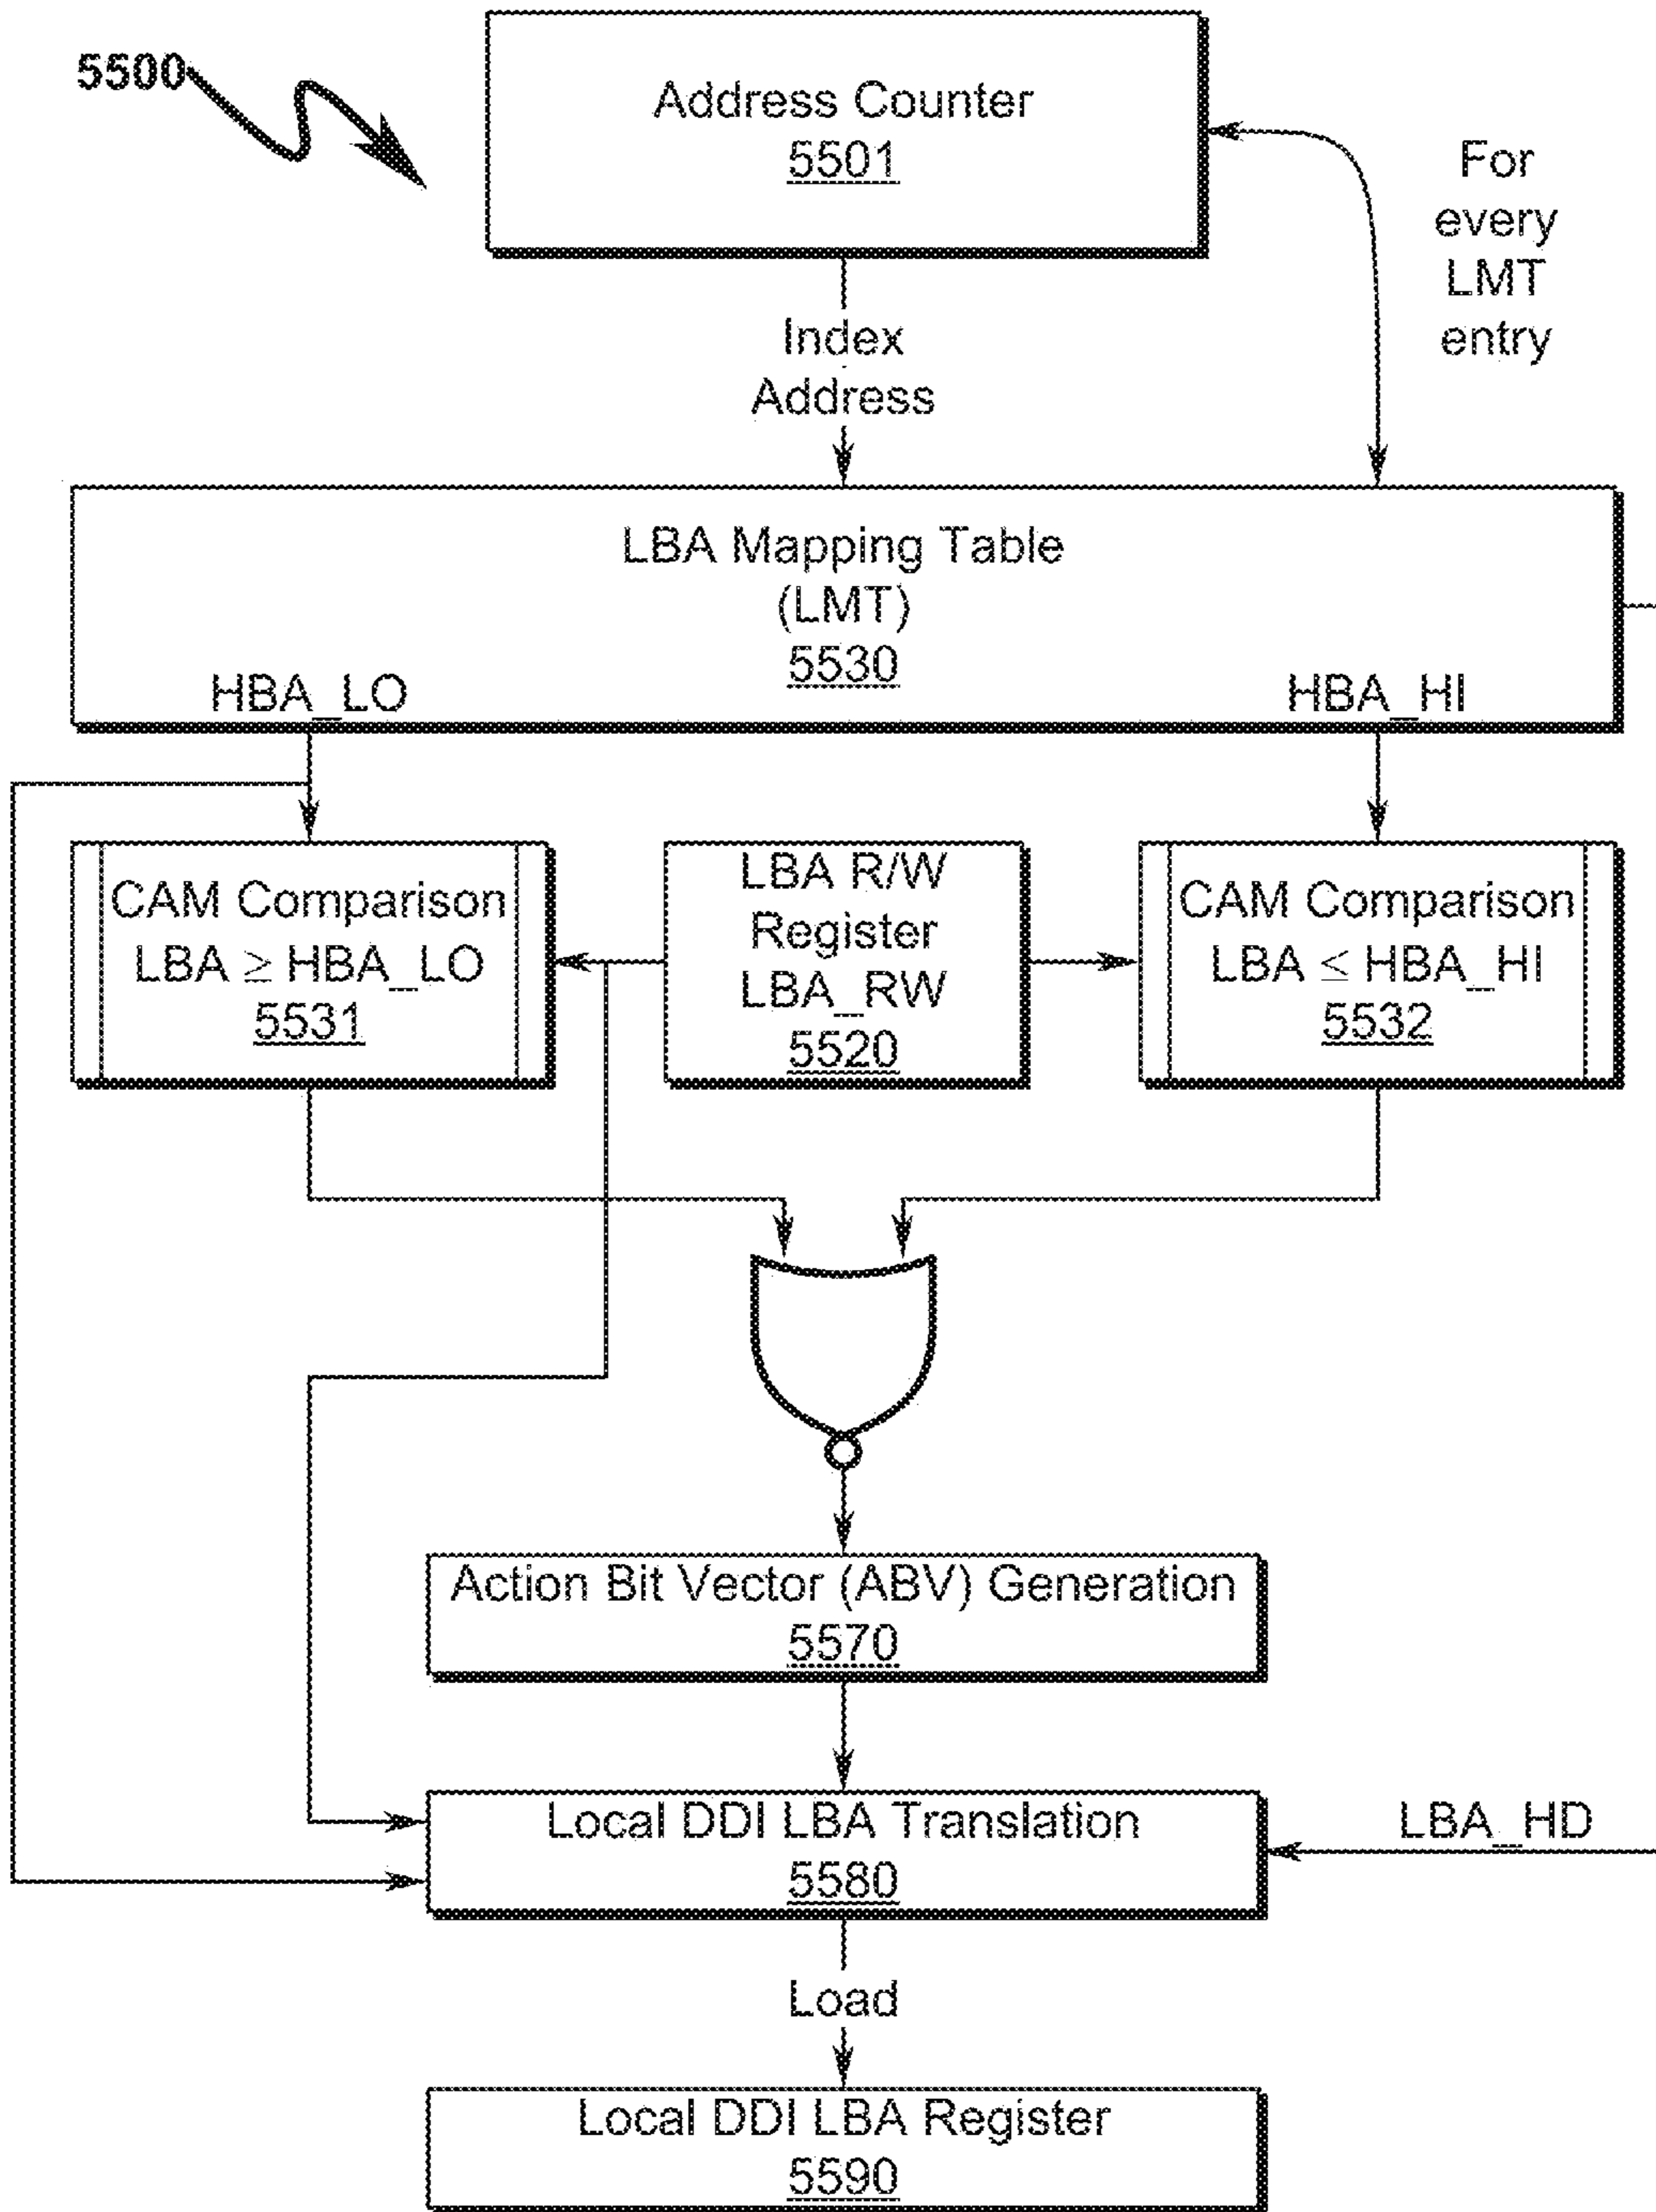 5500
Address Counter
5501
For
every
LMT
entry
Index
Address
LBA Mapping Table
(LMT)
5530
HBA_LO
HBA_HI
CAM Comparison
LBA ≥ HBA_LO
5531
LBA R/W
Register
LBA_RW
5520
CAM Comparison
LBA ≤ HBA_HI
5532
Action Bit Vector (ABV) Generation
5570
Local DDI LBA Translation
5580
LBA_HD
Load
Local DDI LBA Register
5590